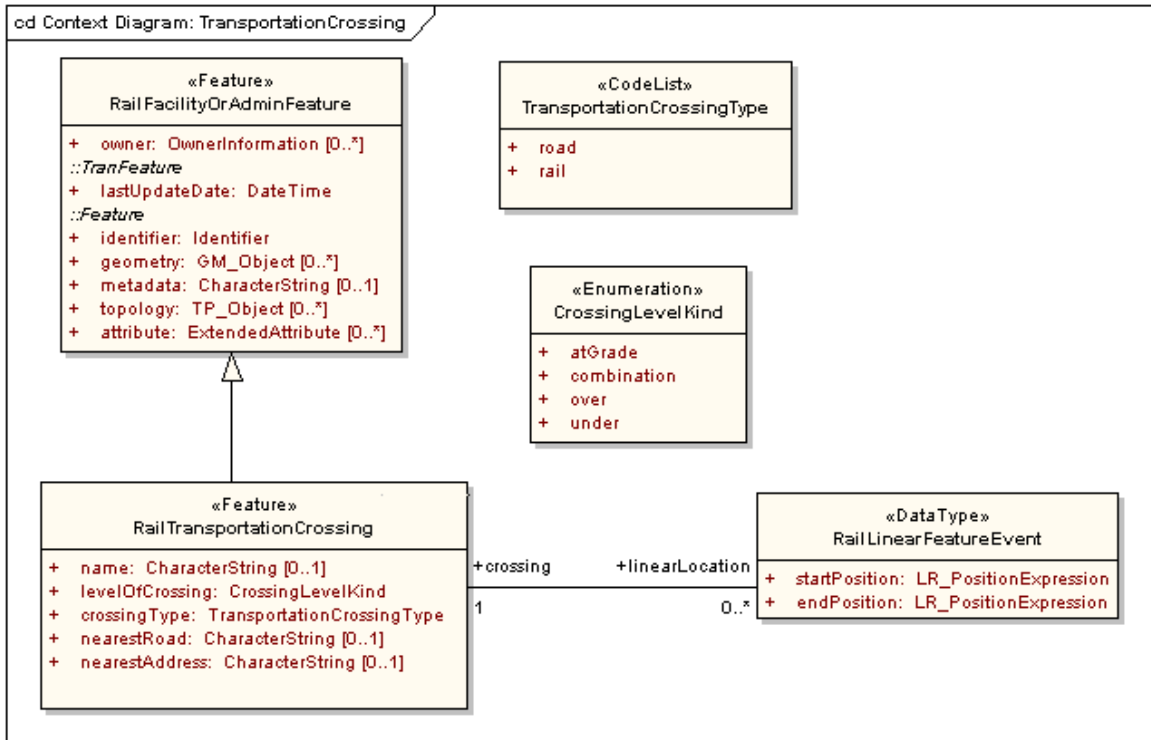 cd Context Diagram: TransportationCrossing
«Feature»
RailFacilityOrAdminFeature
+ owner: OwnerInformation [0..*]
::TranFeature
+ lastUpdateDate: DateTime
::Feature
+ identifier: Identifier
+ geometry: GM_Object [0..*]
+ metadata: CharacterString [0..1]
+ topology: TP_Object [0..*]
+ attribute: ExtendedAttribute [0..*]
«CodeList»
TransportationCrossingType
+ road
+ rail
«Enumeration»
CrossingLevelKind
+ atGrade
+ combination
+ over
+ under
«Feature»
RailTransportationCrossing
+ name: CharacterString [0..1]
+ levelOfCrossing: CrossingLevelKind
+ crossingType: TransportationCrossingType
+ nearestRoad: CharacterString [0..1]
+ nearestAddress: CharacterString [0..1]
+crossing +linearLocation
1 0..*
«DataType»
RailLinearFeatureEvent
+ startPosition: LR_PositionExpression
+ endPosition: LR_PositionExpression